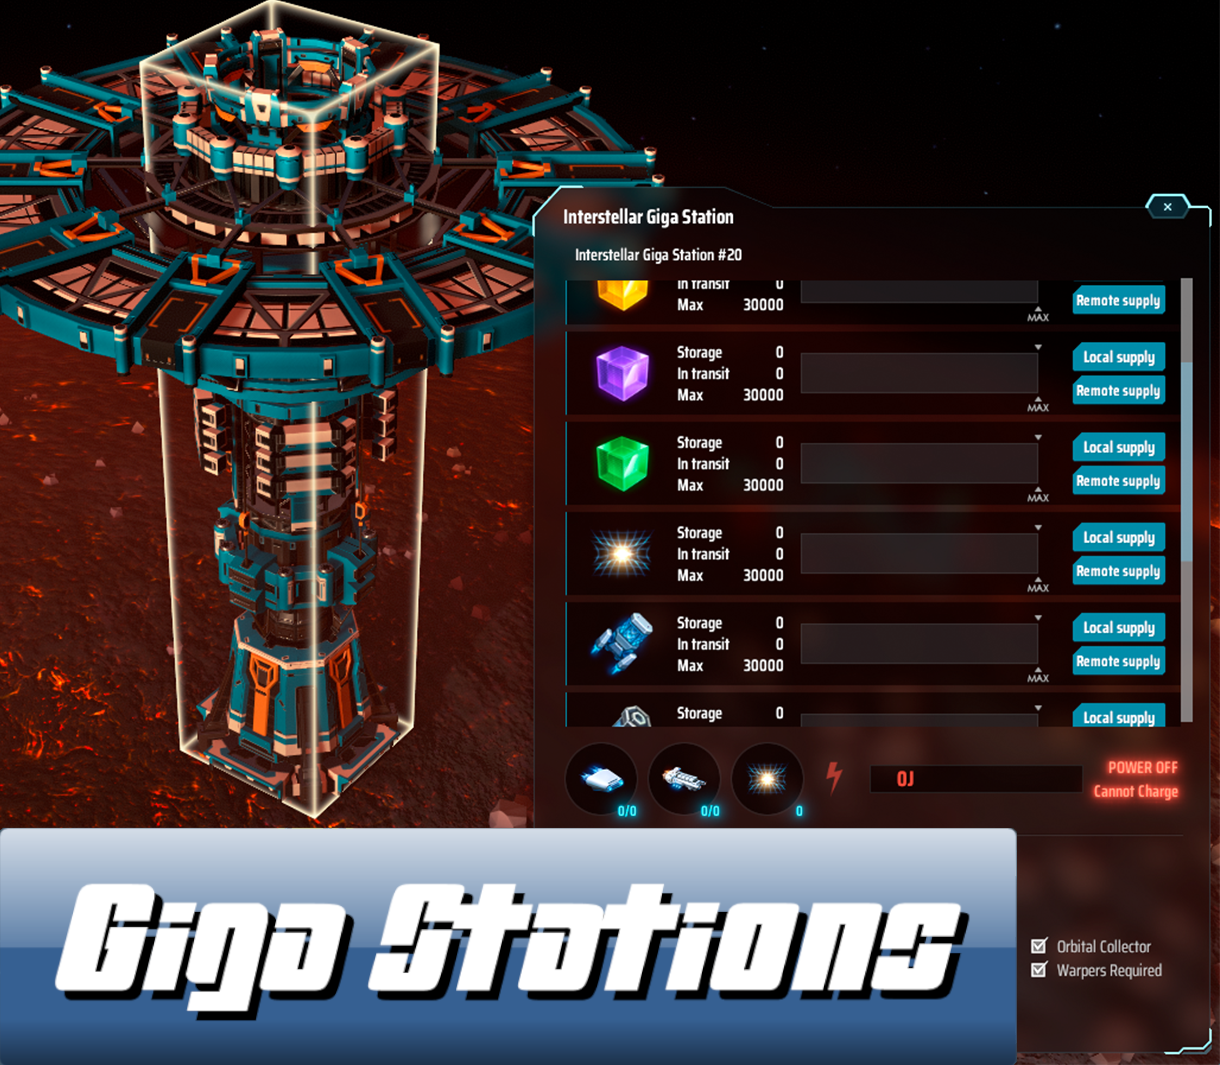 Interstellar Giga Station
Interstellar Giga Station #20
In transit 0
Max 30000
MAX
Remote supply
Storage 0
In transit 0
Max 30000
MAX
Local supply
Remote supply
Storage 0
In transit 0
Max 30000
MAX
Local supply
Remote supply
Storage 0
In transit 0
Max 30000
MAX
Local supply
Remote supply
Storage 0
In transit 0
Max 30000
MAX
Local supply
Remote supply
Storage 0
Local supply
0/0
0/0
0
0J
POWER OFF
Cannot Charge
Giga Stations
Orbital Collector
Warpers Required